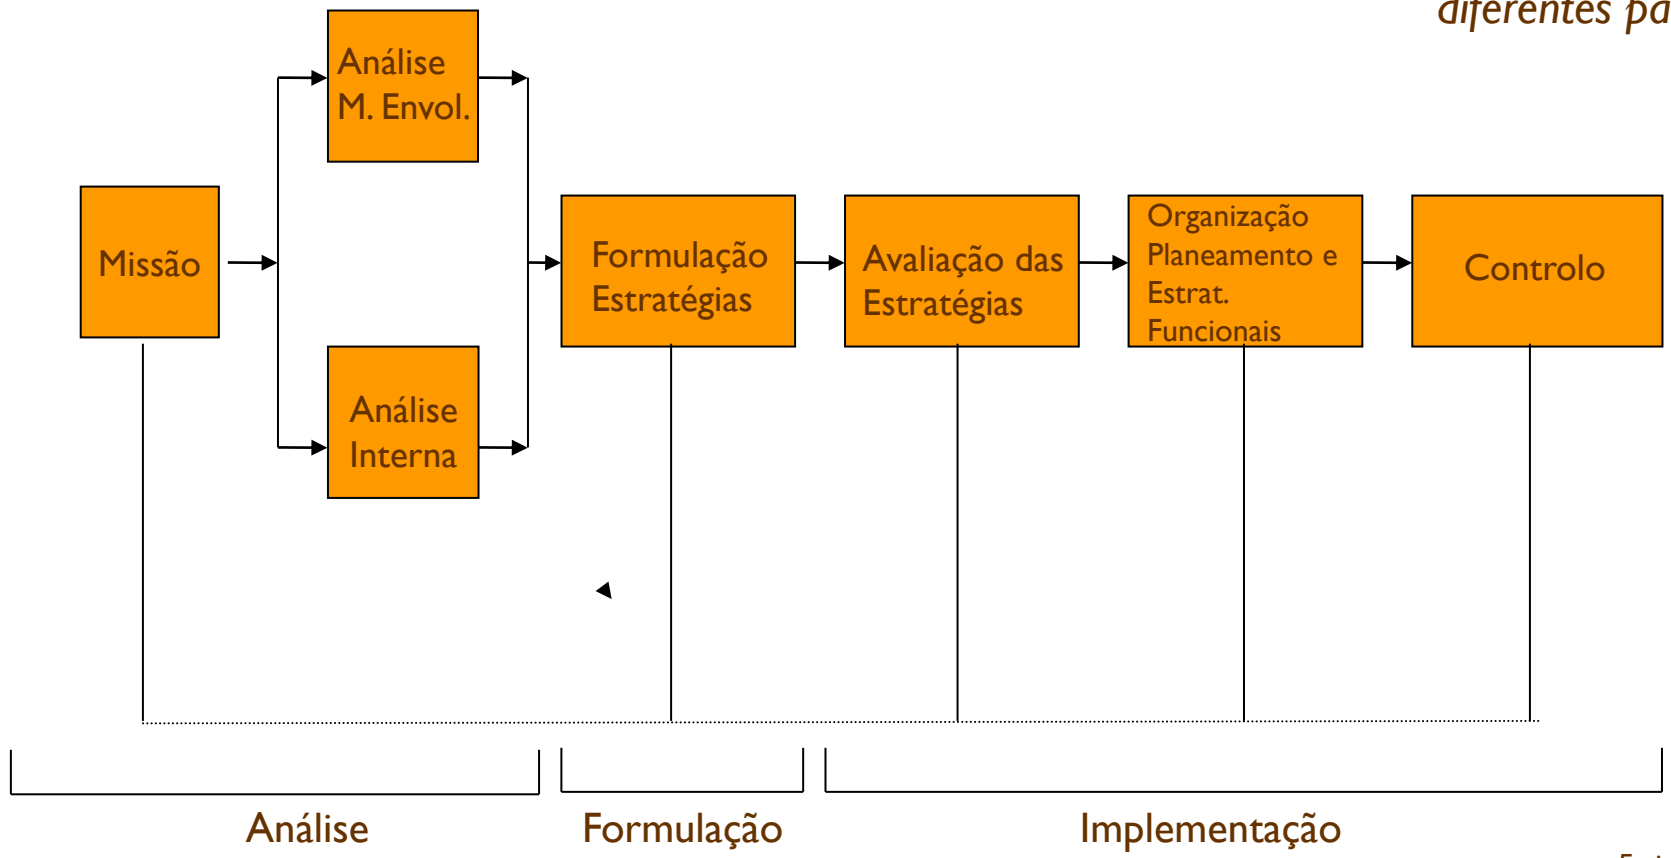 diferentes pa
Análise
M. Envol.
Missão
Formulação
Estratégias
Avaliação das
Estratégias
Organização
Planeamento e
Estrat.
Funcionais
Controlo
Análise
Interna
Análise
Formulação
Implementação